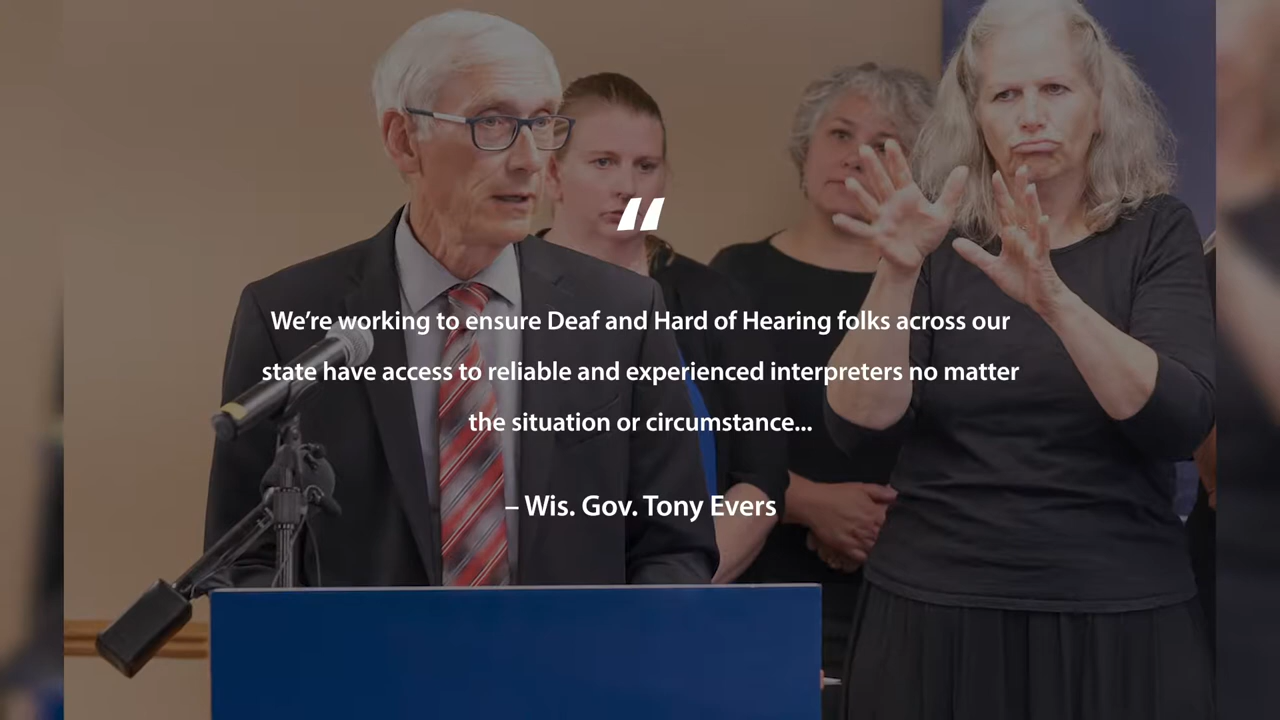 “
We’re working to ensure Deaf and Hard of Hearing folks across our
state have access to reliable and experienced interpreters no matter
the situation or circumstance...
– Wis. Gov. Tony Evers